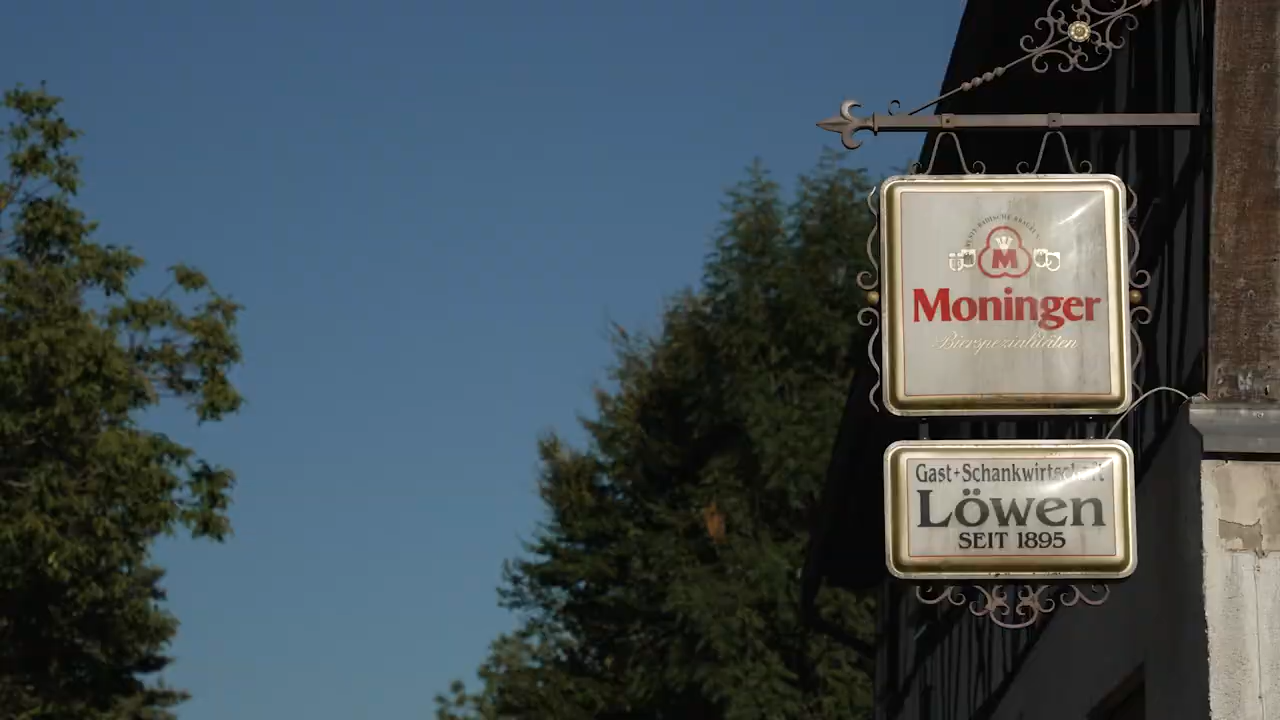 M
Moninger
Bierspezialitäten
Gast+Schankwirtschaft
Löwen
SEIT 1895